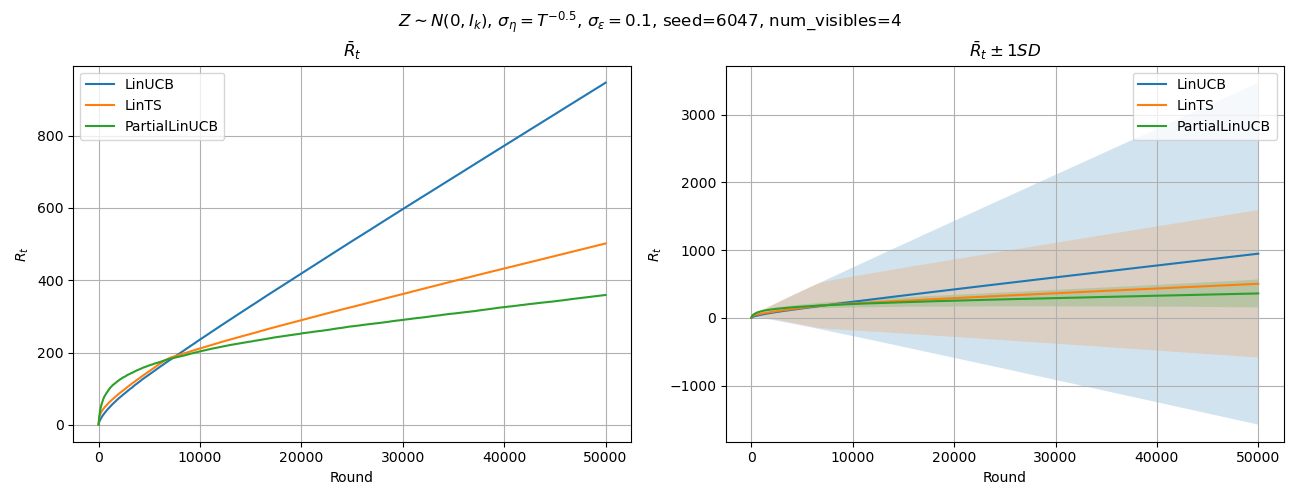 Z ∼ N(0, I_k), σ_η = T^{−0.5}, σ_ε = 0.1, seed=6047, num_visibles=4
R̄_t
R_t
800
600
400
200
0
LinUCB
LinTS
PartialLinUCB
0 10000 20000 30000 40000 50000
Round
R̄_t ± 1SD
R_t
3000
2000
1000
0
−1000
LinUCB
LinTS
PartialLinUCB
0 10000 20000 30000 40000 50000
Round